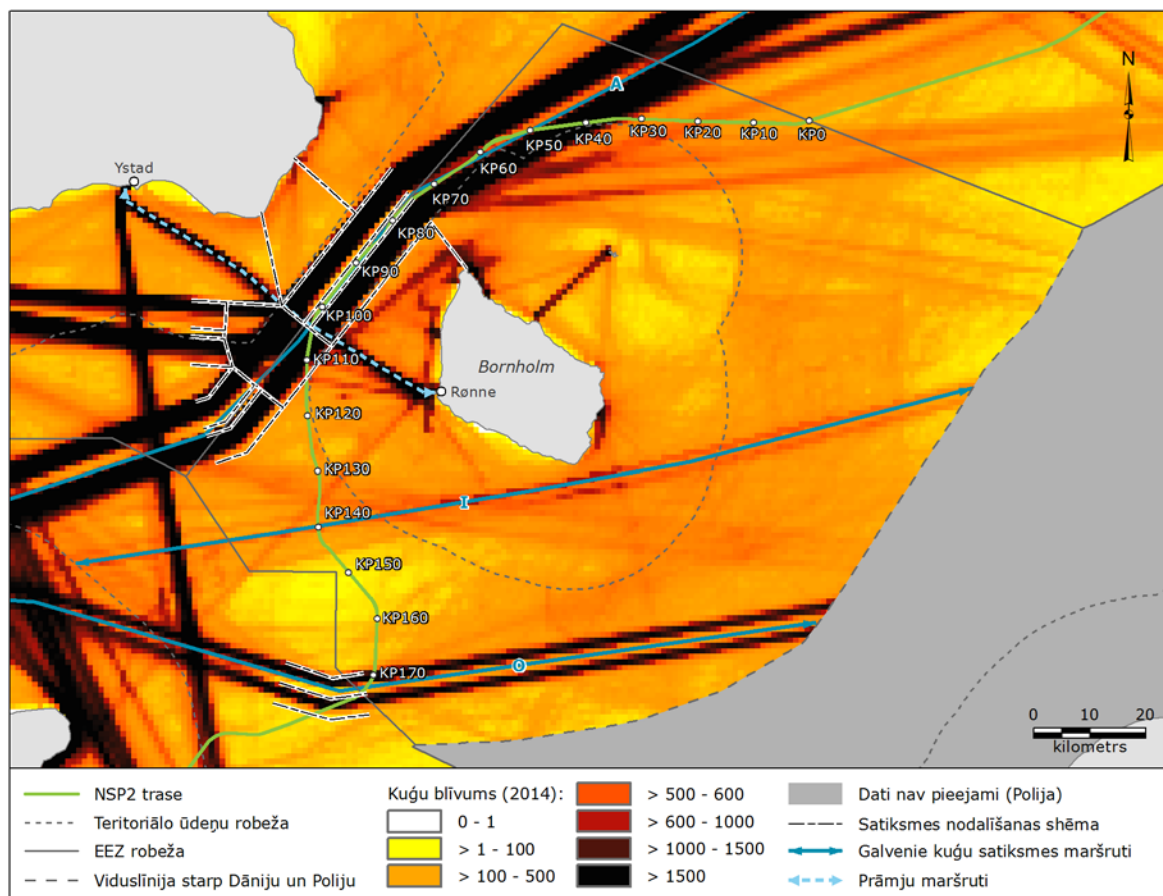 A
N
KP50
KP40
KP30
KP20
KP10
KP0
KP60
Ystad
KP70
KP80
KP90
KP100
KP110
Bornholm
Rønne
KP120
KP130
I
KP140
KP150
KP160
O
KP170
0 10 20
kilometrs
NSP2 trase
Teritoriālo ūdeņu robeža
EEZ robeža
Viduslīnija starp Dāniju un Poliju
Kuģu blīvums (2014):
0 - 1
> 1 - 100
> 100 - 500
> 500 - 600
> 600 - 1000
> 1000 - 1500
> 1500
Dati nav pieejami (Polija)
Satiksmes nodalīšanas shēma
Galvenie kuģu satiksmes maršruti
Prāmju maršruti